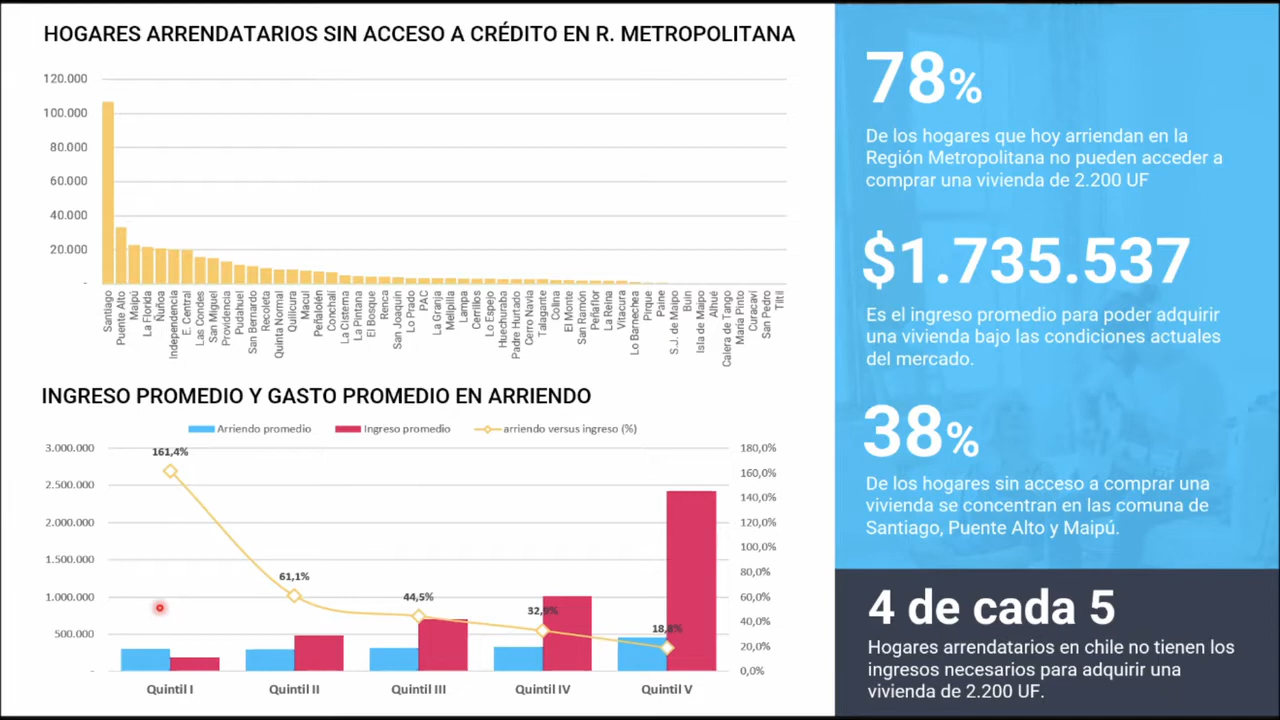 HOGARES ARRENDATARIOS SIN ACCESO A CRÉDITO EN R. METROPOLITANA
120.000
100.000
80.000
60.000
40.000
20.000
-
Santiago
Puente Alto
Maipú
La Florida
Ñuñoa
Independencia
E. Central
Las Condes
San Miguel
Providencia
Pudahuel
San Bernardo
Recoleta
Quinta Normal
Quilicura
Macul
Peñalolén
Conchalí
La Cisterna
La Pintana
El Bosque
Renca
San Joaquín
Lo Prado
PAC
La Granja
Melipilla
Lampa
Cerrillos
Lo Espejo
Huechuraba
Padre Hurtado
Cerro Navia
Talagante
Colina
El Monte
San Ramón
Peñaflor
La Reina
Vitacura
Lo Barnechea
Pirque
Paine
S.J. de Maipo
Buin
Isla de Maipo
Alhué
Calera de Tango
María Pinto
Curacaví
San Pedro
Tiltil
INGRESO PROMEDIO Y GASTO PROMEDIO EN ARRIENDO
Arriendo promedio
Ingreso promedio
arriendo versus ingreso (%)
3.000.000
2.500.000
2.000.000
1.500.000
1.000.000
500.000
-
180,0%
160,0%
140,0%
120,0%
100,0%
80,0%
60,0%
40,0%
20,0%
0,0%
161,4%
61,1%
44,5%
32,9%
18,8%
Quintil I
Quintil II
Quintil III
Quintil IV
Quintil V
78%
De los hogares que hoy arriendan en la
Región Metropolitana no pueden acceder a
comprar una vivienda de 2.200 UF
$1.735.537
Es el ingreso promedio para poder adquirir
una vivienda bajo las condiciones actuales
del mercado.
38%
De los hogares sin acceso a comprar una
vivienda se concentran en las comuna de
Santiago, Puente Alto y Maipú.
4 de cada 5
Hogares arrendatarios en chile no tienen los
ingresos necesarios para adquirir una
vivienda de 2.200 UF.